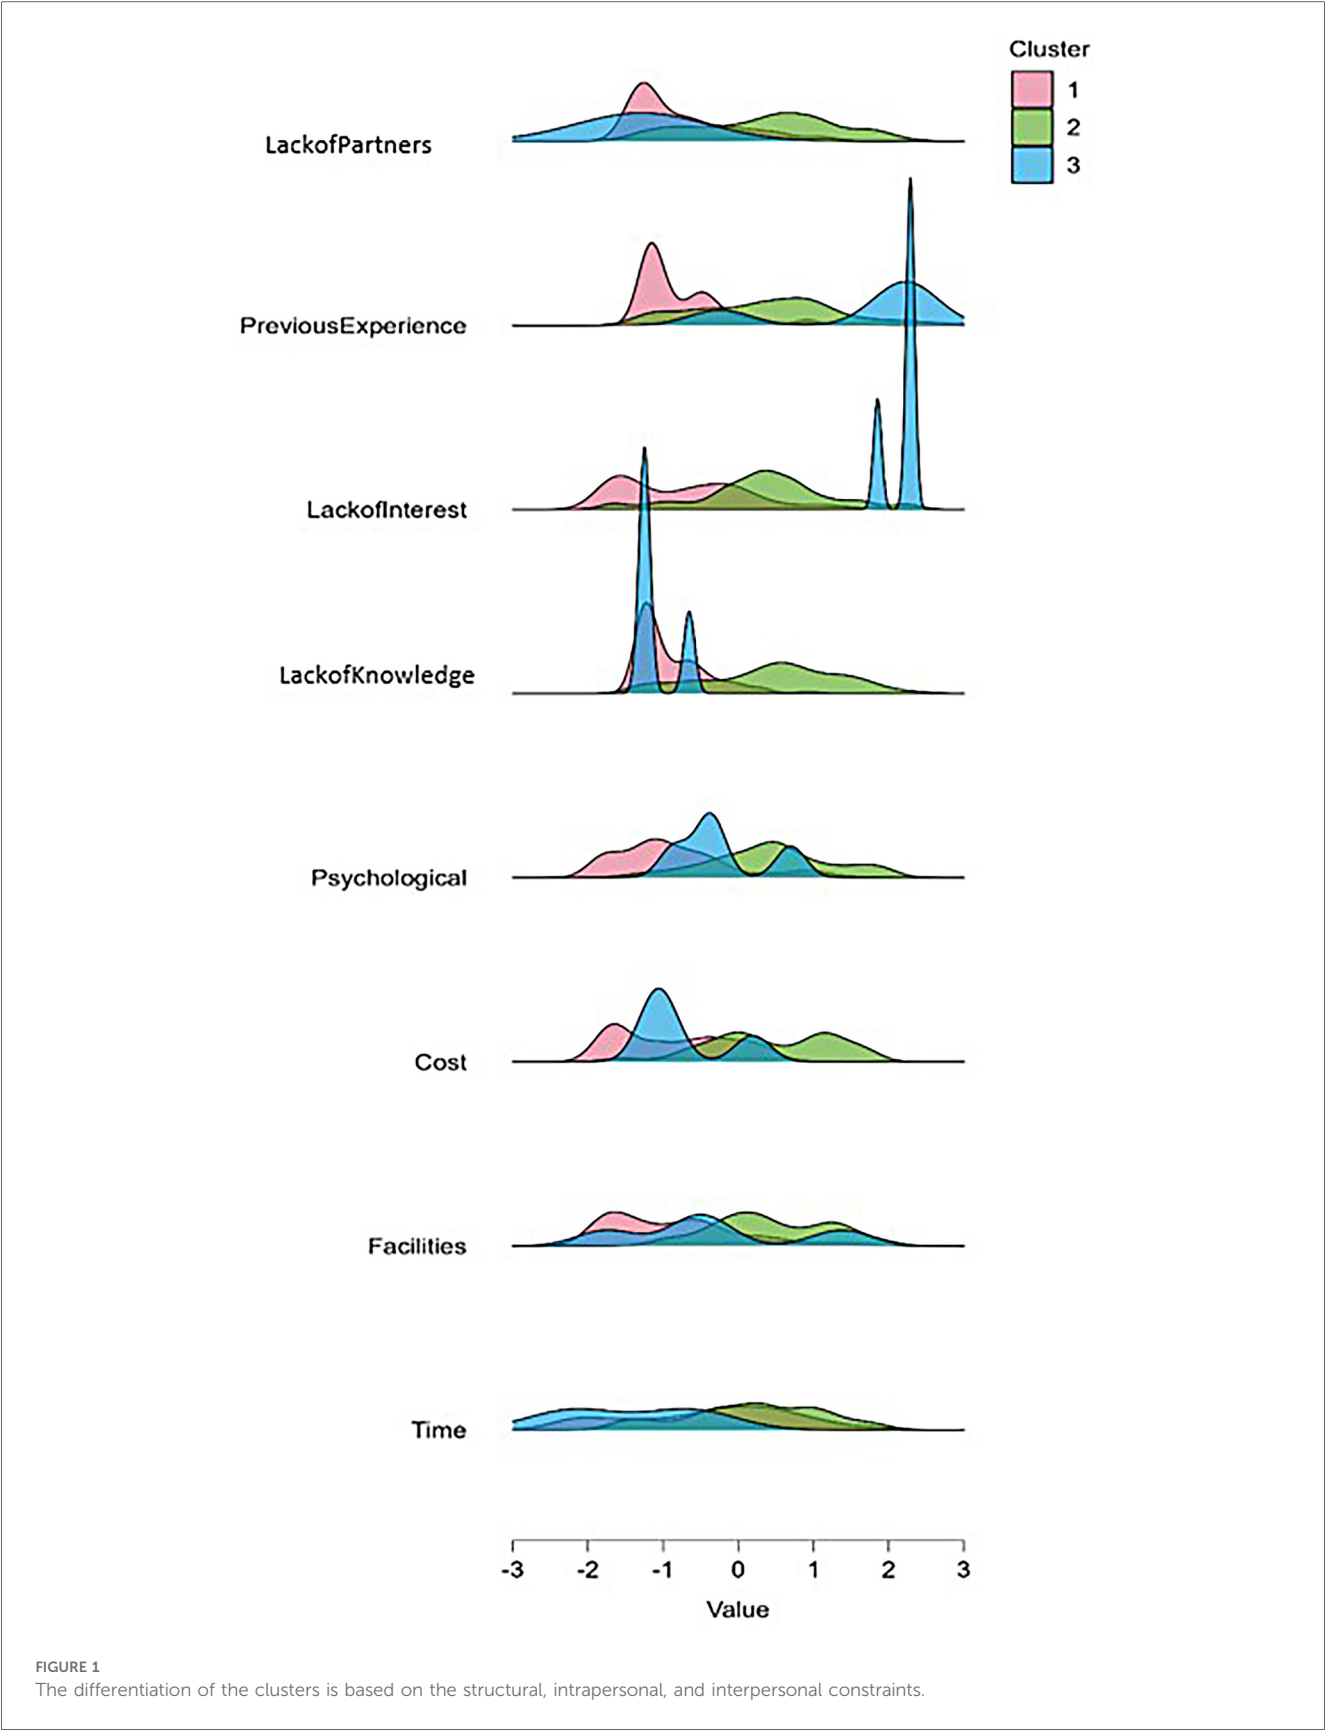 Cluster
1
2
3
LackofPartners
PreviousExperience
LackofInterest
LackofKnowledge
Psychological
Cost
Facilities
Time
-3 -2 -1 0 1 2 3
Value
FIGURE 1
The differentiation of the clusters is based on the structural, intrapersonal, and interpersonal constraints.